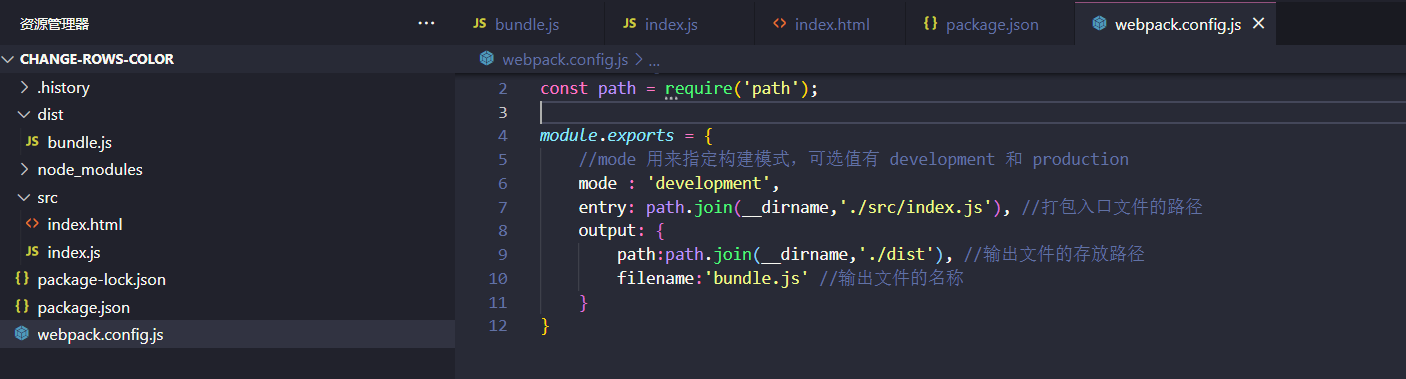 资源管理器 ···
CHANGE-ROWS-COLOR
.history
dist
JS bundle.js
node_modules
src
<> index.html
JS index.js
{} package-lock.json
{} package.json
webpack.config.js
JS bundle.js JS index.js <> index.html {} package.json webpack.config.js ×
webpack.config.js > ...
2 const path = require('path');
3
4 module.exports = {
5 //mode 用来指定构建模式，可选值有 development 和 production
6 mode : 'development',
7 entry: path.join(__dirname,'./src/index.js'), //打包入口文件的路径
8 output: {
9 path:path.join(__dirname,'./dist'), //输出文件的存放路径
10 filename:'bundle.js' //输出文件的名称
11 }
12 }